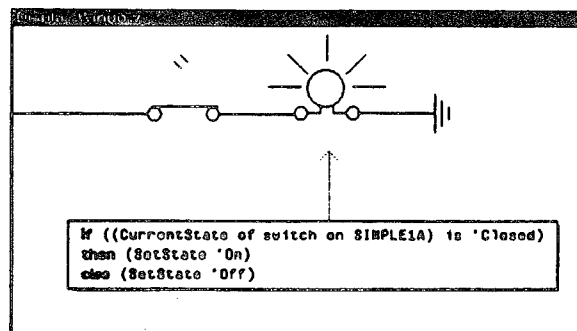 If ((CurrentState of switch on SIMPLE1A) is 'Closed)
then (SetState 'On)
else (SetState 'Off)